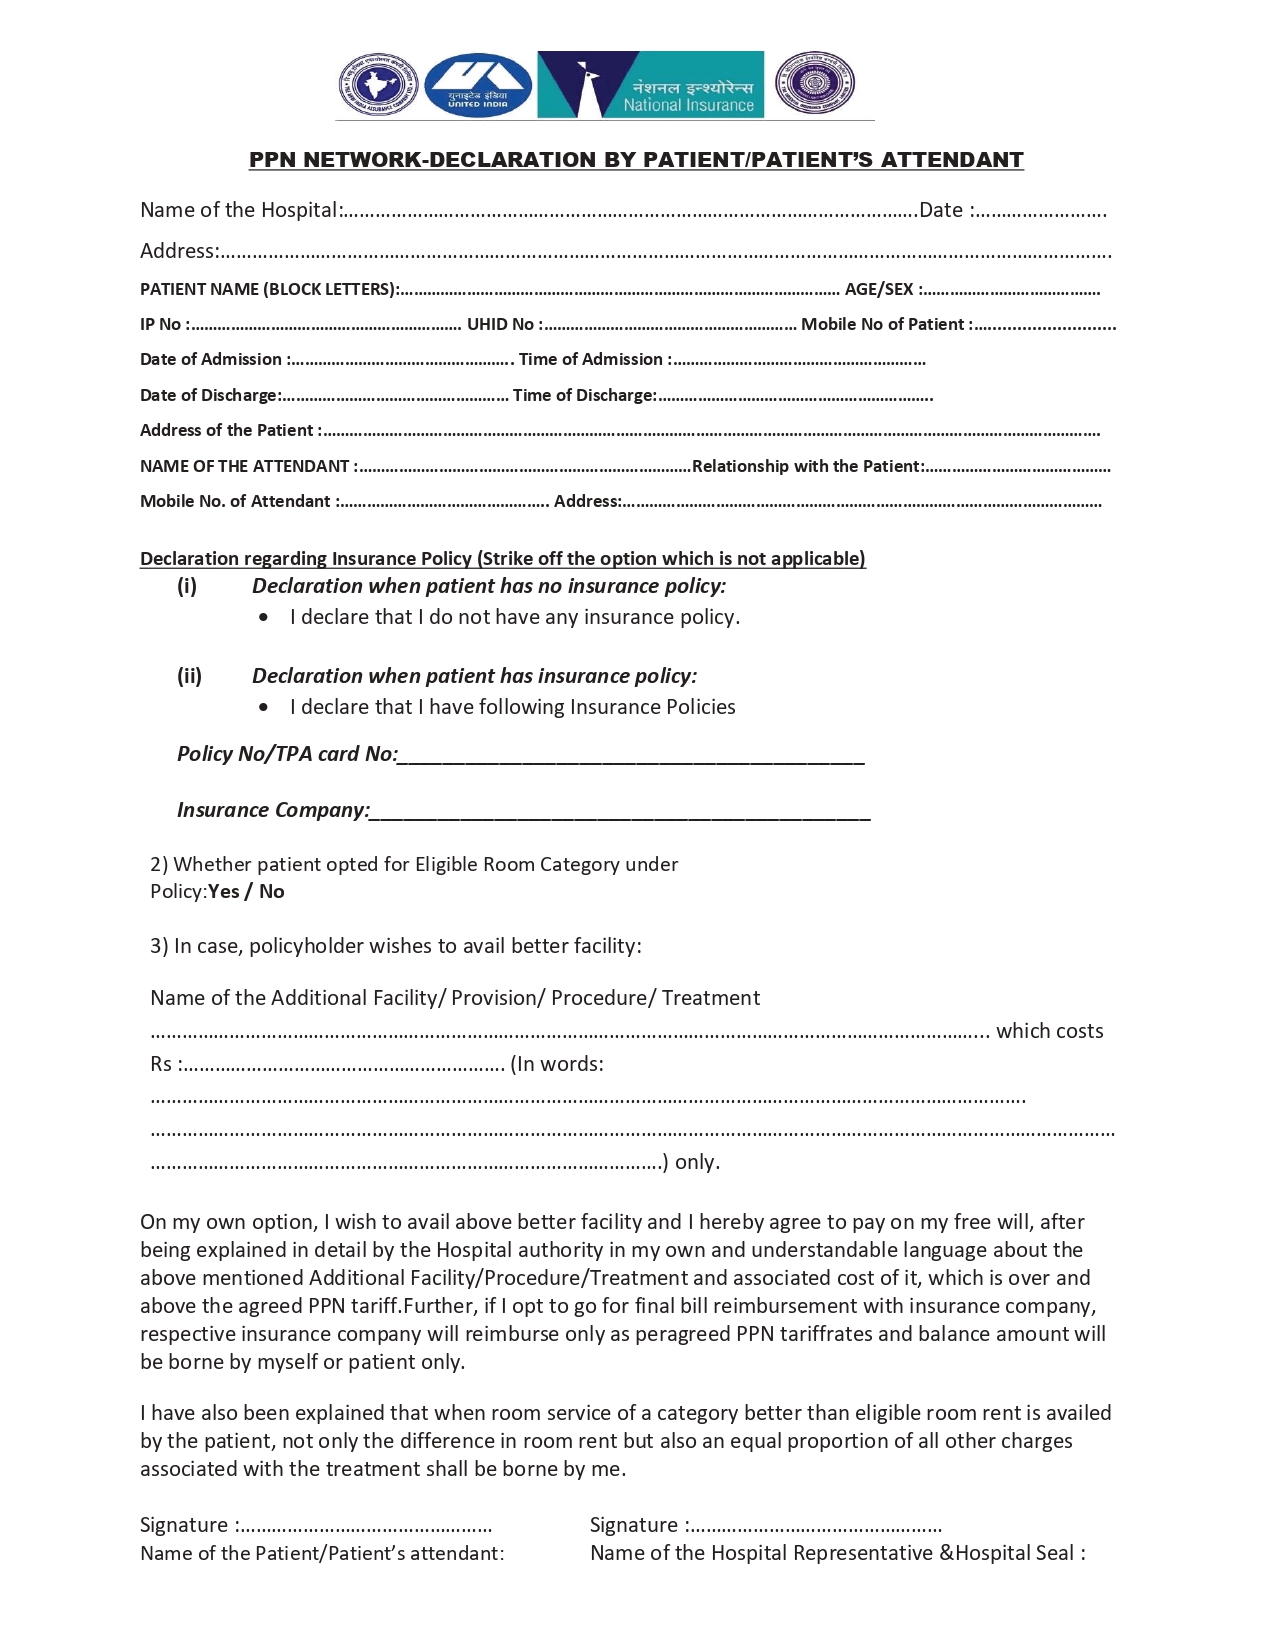 यूनाइटेड इंडिया
UNITED INDIA
नेशनल इन्श्योरेन्स
National Insurance
PPN NETWORK-DECLARATION BY PATIENT/PATIENT’S ATTENDANT
Name of the Hospital:……………………………………………………………………………………………….Date :…………………….
Address:……………………………………………………………………………………………………………………………………………………….
PATIENT NAME (BLOCK LETTERS):……………………………………………………………………………………… AGE/SEX :………………………………….
IP No :……………………………………………………. UHID No :………………………………………………… Mobile No of Patient :…............................
Date of Admission :………………………………………….. Time of Admission :…………………………………………………
Date of Discharge:…………………………………………… Time of Discharge:……………………………………………………..
Address of the Patient :………………………………………………………………………………………………………………………………………………………….
NAME OF THE ATTENDANT :…………………………………………………………………Relationship with the Patient:……………………………………
Mobile No. of Attendant :……………………………………….. Address:………………………………………………………………………………………………
Declaration regarding Insurance Policy (Strike off the option which is not applicable)
(i) Declaration when patient has no insurance policy:
• I declare that I do not have any insurance policy.
(ii) Declaration when patient has insurance policy:
• I declare that I have following Insurance Policies
Policy No/TPA card No:__________________________________________
Insurance Company:_____________________________________________
2) Whether patient opted for Eligible Room Category under
Policy:Yes / No
3) In case, policyholder wishes to avail better facility:
Name of the Additional Facility/ Provision/ Procedure/ Treatment
……………………………………………………………………………………………………………………………………………... which costs
Rs :……………………………………………………. (In words:
………………………………………………………………………………………………………………………………………………….
…………………………………………………………………………………………………………………………………………………………………
…………………………………………………………………………………….) only.
On my own option, I wish to avail above better facility and I hereby agree to pay on my free will, after
being explained in detail by the Hospital authority in my own and understandable language about the
above mentioned Additional Facility/Procedure/Treatment and associated cost of it, which is over and
above the agreed PPN tariff.Further, if I opt to go for final bill reimbursement with insurance company,
respective insurance company will reimburse only as peragreed PPN tariffrates and balance amount will
be borne by myself or patient only.
I have also been explained that when room service of a category better than eligible room rent is availed
by the patient, not only the difference in room rent but also an equal proportion of all other charges
associated with the treatment shall be borne by me.
Signature :………………………………………… Signature :…………………………………………
Name of the Patient/Patient’s attendant: Name of the Hospital Representative &Hospital Seal :